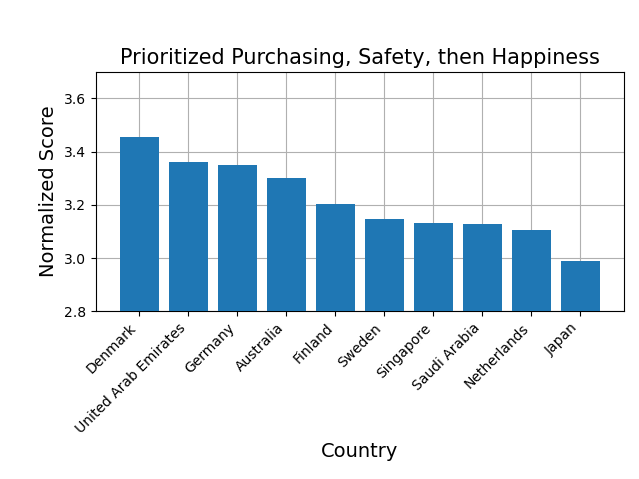 Prioritized Purchasing, Safety, then Happiness
Normalized Score
3.6
3.4
3.2
3.0
2.8
Denmark
United Arab Emirates
Germany
Australia
Finland
Sweden
Singapore
Saudi Arabia
Netherlands
Japan
Country